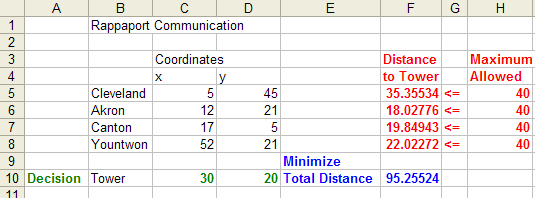 A B C D E F G H
1 Rappaport Communication
2
3 Coordinates Distance Maximum
4 x y to Tower Allowed
5 Cleveland 5 45 35.35534 <= 40
6 Akron 12 21 18.02776 <= 40
7 Canton 17 5 19.84943 <= 40
8 Yountwon 52 21 22.02272 <= 40
9 Minimize
10 Decision Tower 30 20 Total Distance 95.25524
11